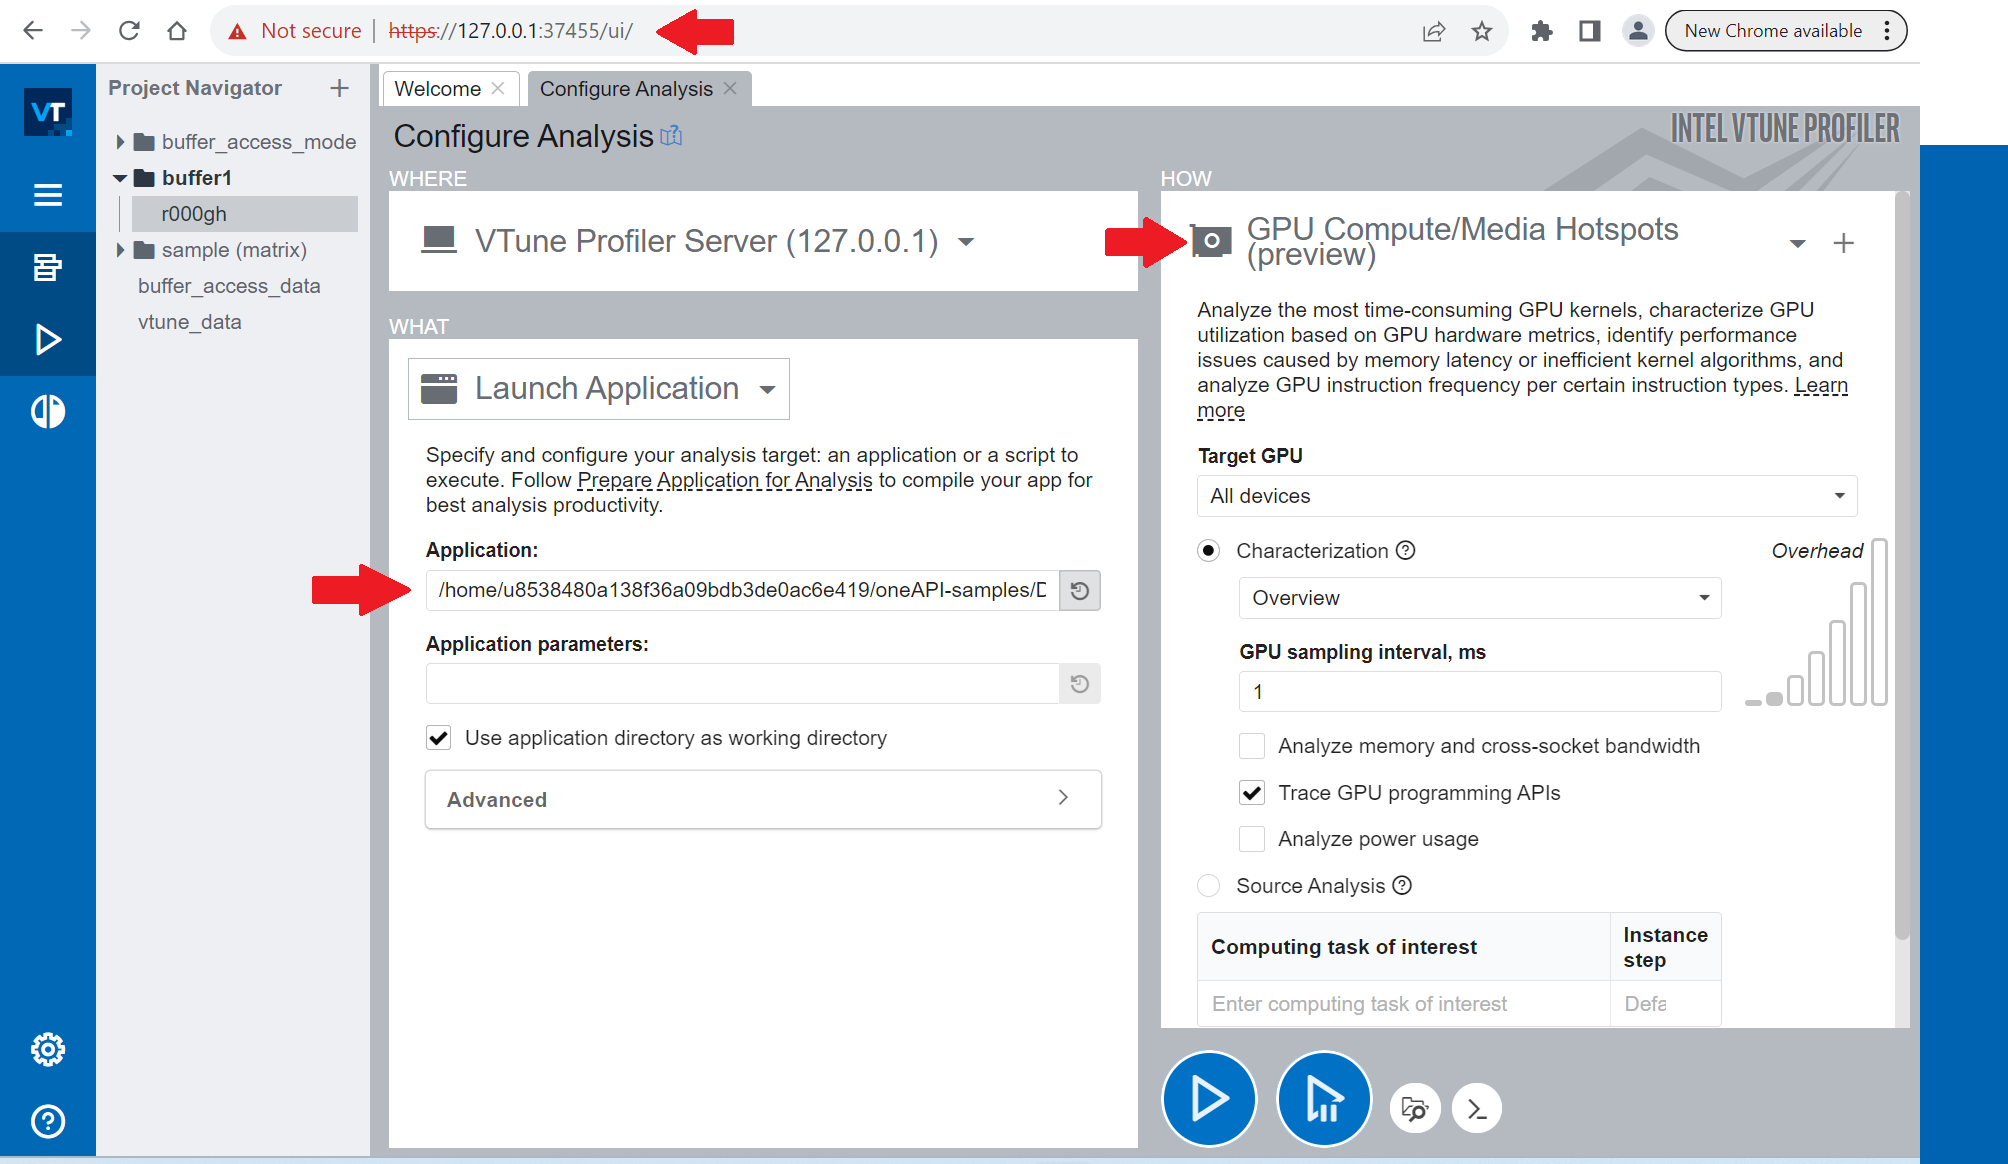 Not secure | https://127.0.0.1:37455/ui/
New Chrome available
VT
Project Navigator
buffer_access_mode
buffer1
r000gh
sample (matrix)
buffer_access_data
vtune_data
Welcome
Configure Analysis
Configure Analysis
INTEL VTUNE PROFILER
WHERE
VTune Profiler Server (127.0.0.1)
WHAT
Launch Application
Specify and configure your analysis target: an application or a script to
execute. Follow Prepare Application for Analysis to compile your app for
best analysis productivity.
Application:
/home/u8538480a138f36a09bdb3de0ac6e419/oneAPI-samples/D
Application parameters:
Use application directory as working directory
Advanced
HOW
GPU Compute/Media Hotspots
(preview)
Analyze the most time-consuming GPU kernels, characterize GPU
utilization based on GPU hardware metrics, identify performance
issues caused by memory latency or inefficient kernel algorithms, and
analyze GPU instruction frequency per certain instruction types. Learn
more
Target GPU
All devices
Characterization
Overhead
Overview
GPU sampling interval, ms
1
Analyze memory and cross-socket bandwidth
Trace GPU programming APIs
Analyze power usage
Source Analysis
Computing task of interest
Instance
step
Enter computing task of interest
Defa